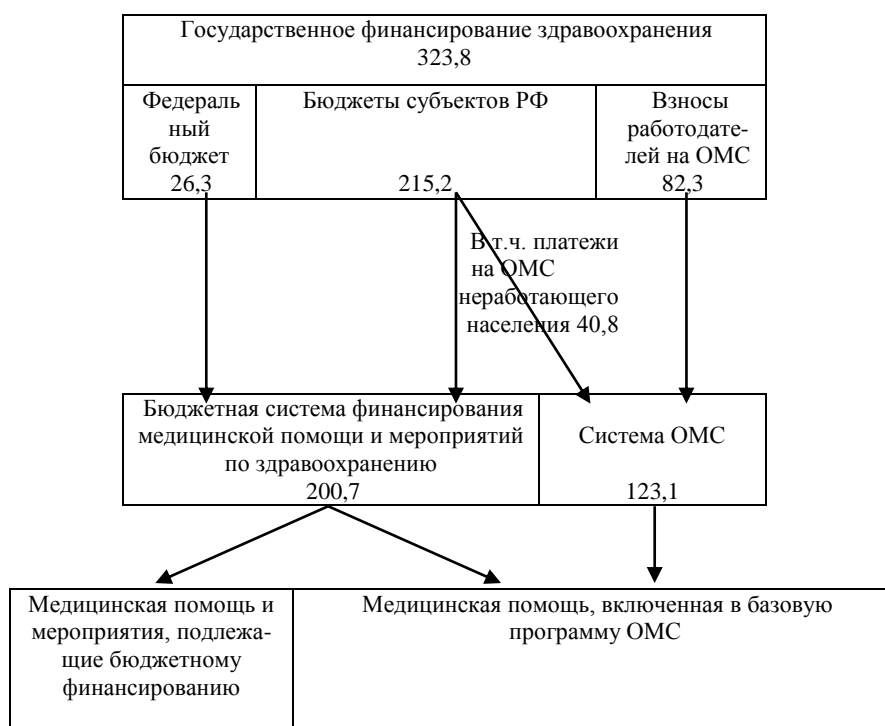 Государственное финансирование здравоохранения
323,8
Федераль
ный
бюджет
26,3
Бюджеты субъектов РФ
215,2
Взносы
работодате-
лей на ОМС
82,3
В т.ч. платежи
на ОМС
неработающего
населения 40,8
Бюджетная система финансирования
медицинской помощи и мероприятий
по здравоохранению
200,7
Система ОМС
123,1
Медицинская помощь и
мероприятия, подлежа-
щие бюджетному
финансированию
Медицинская помощь, включенная в базовую
программу ОМС